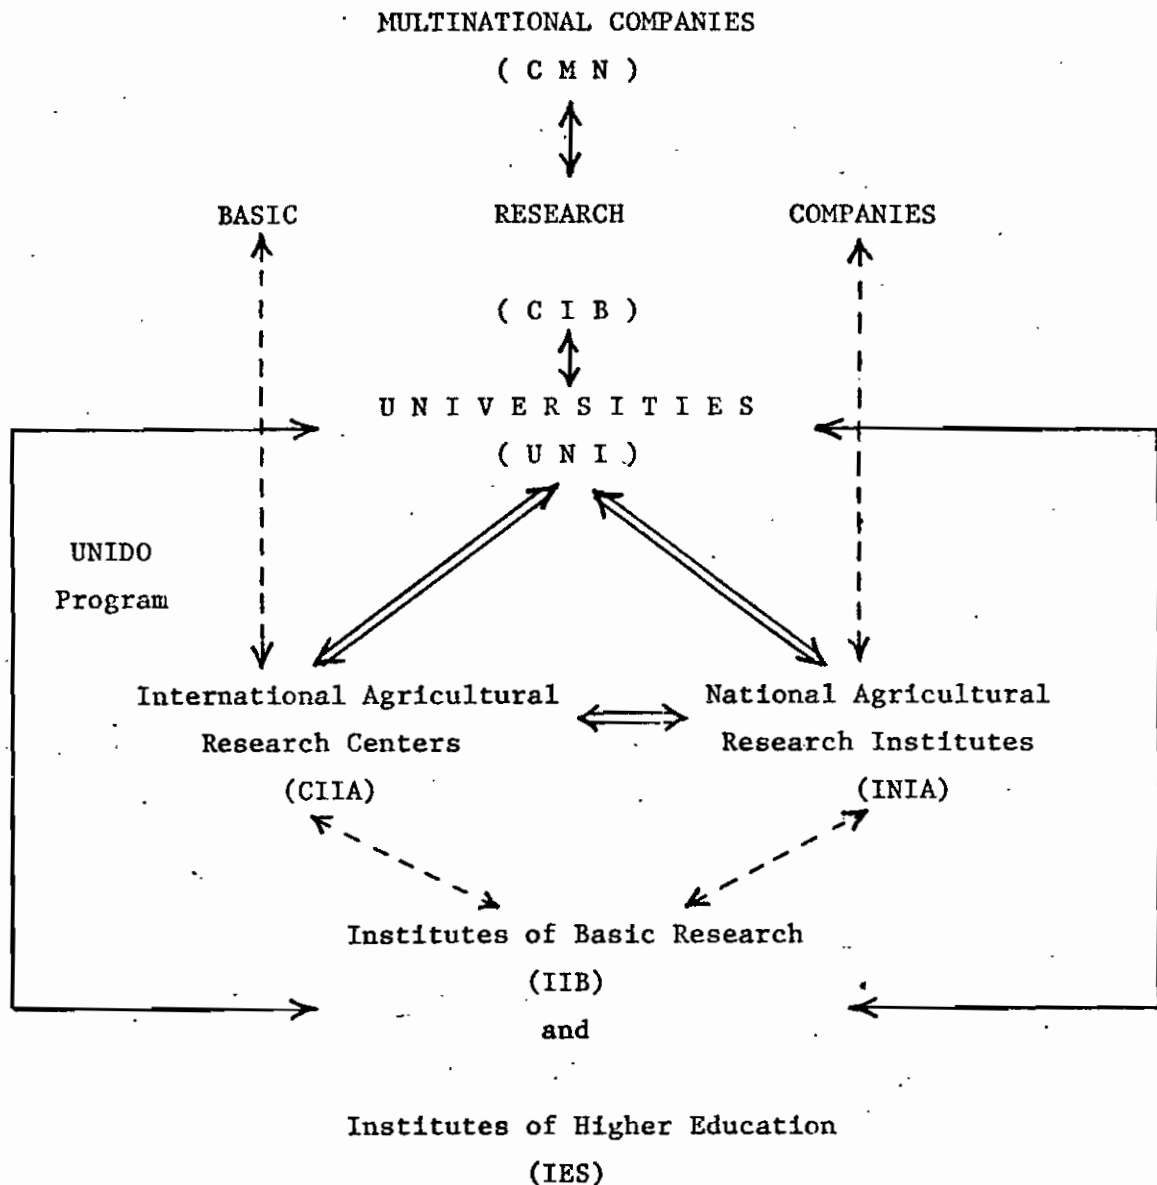 MULTINATIONAL COMPANIES
( C M N )
BASIC RESEARCH COMPANIES
( C I B )
U N I V E R S I T I E S
( U N I )
UNIDO
Program
International Agricultural
Research Centers
(CIIA)
National Agricultural
Research Institutes
(INIA)
Institutes of Basic Research
(IIB)
and
Institutes of Higher Education
(IES)